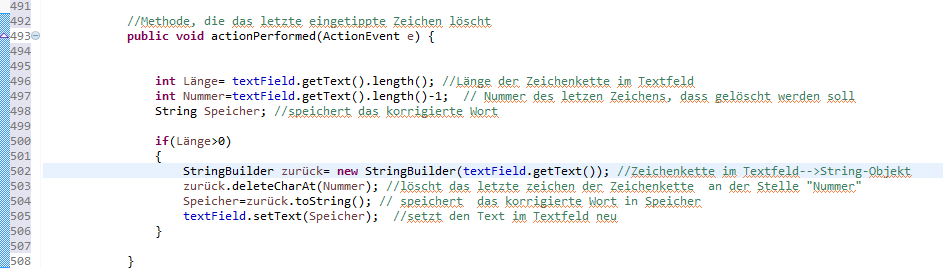 491
492 //Methode, die das letzte eingetippte Zeichen löscht
493 public void actionPerformed(ActionEvent e) {
494
495
496 int Länge= textField.getText().length(); //Länge der Zeichenkette im Textfeld
497 int Nummer=textField.getText().length()-1; // Nummer des letzen Zeichens, dass gelöscht werden soll
498 String Speicher; //speichert das korrigierte Wort
499
500 if(Länge>0)
501 {
502 StringBuilder zurück= new StringBuilder(textField.getText()); //Zeichenkette im Textfeld-->String-Objekt
503 zurück.deleteCharAt(Nummer); //löscht das letzte zeichen der Zeichenkette an der Stelle "Nummer"
504 Speicher=zurück.toString(); // speichert das korrigierte Wort in Speicher
505 textField.setText(Speicher); //setzt den Text im Textfeld neu
506 }
507
508 }